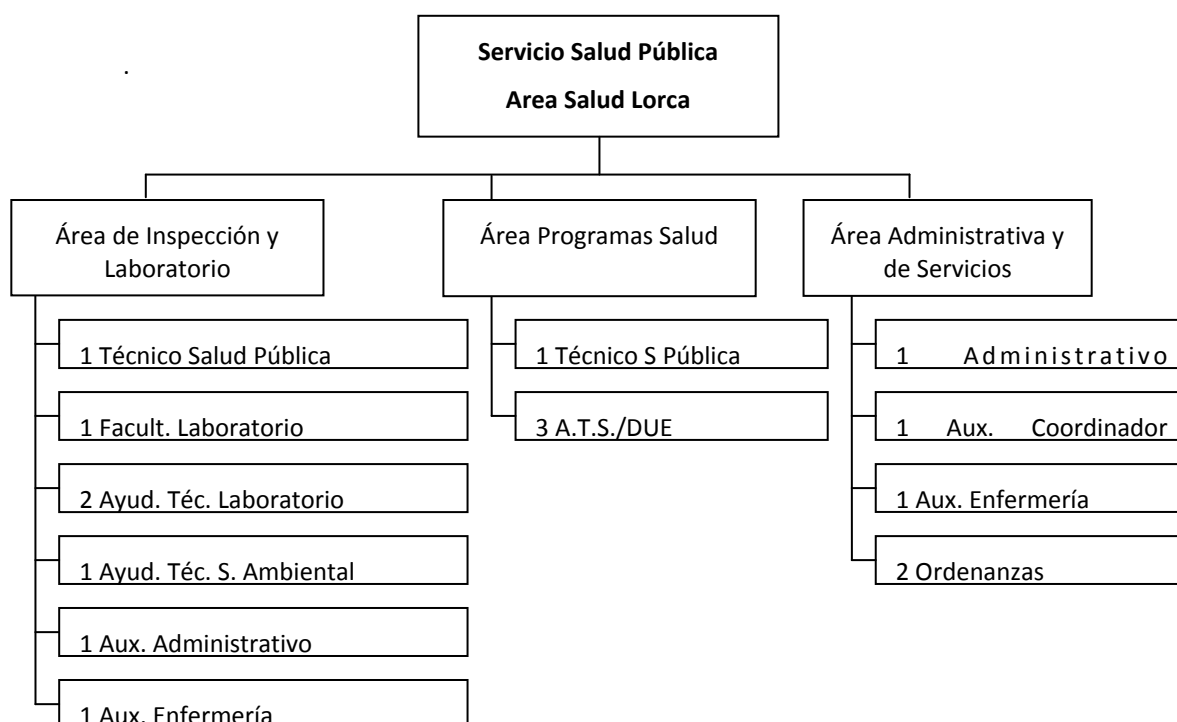 Servicio Salud Pública
Area Salud Lorca
.
Área de Inspección y
Laboratorio
1 Técnico Salud Pública
1 Facult. Laboratorio
2 Ayud. Téc. Laboratorio
1 Ayud. Téc. S. Ambiental
1 Aux. Administrativo
1 Aux. Enfermería
Área Programas Salud
1 Técnico S Pública
3 A.T.S./DUE
Área Administrativa y
de Servicios
1 Administrativo
1 Aux. Coordinador
1 Aux. Enfermería
2 Ordenanzas